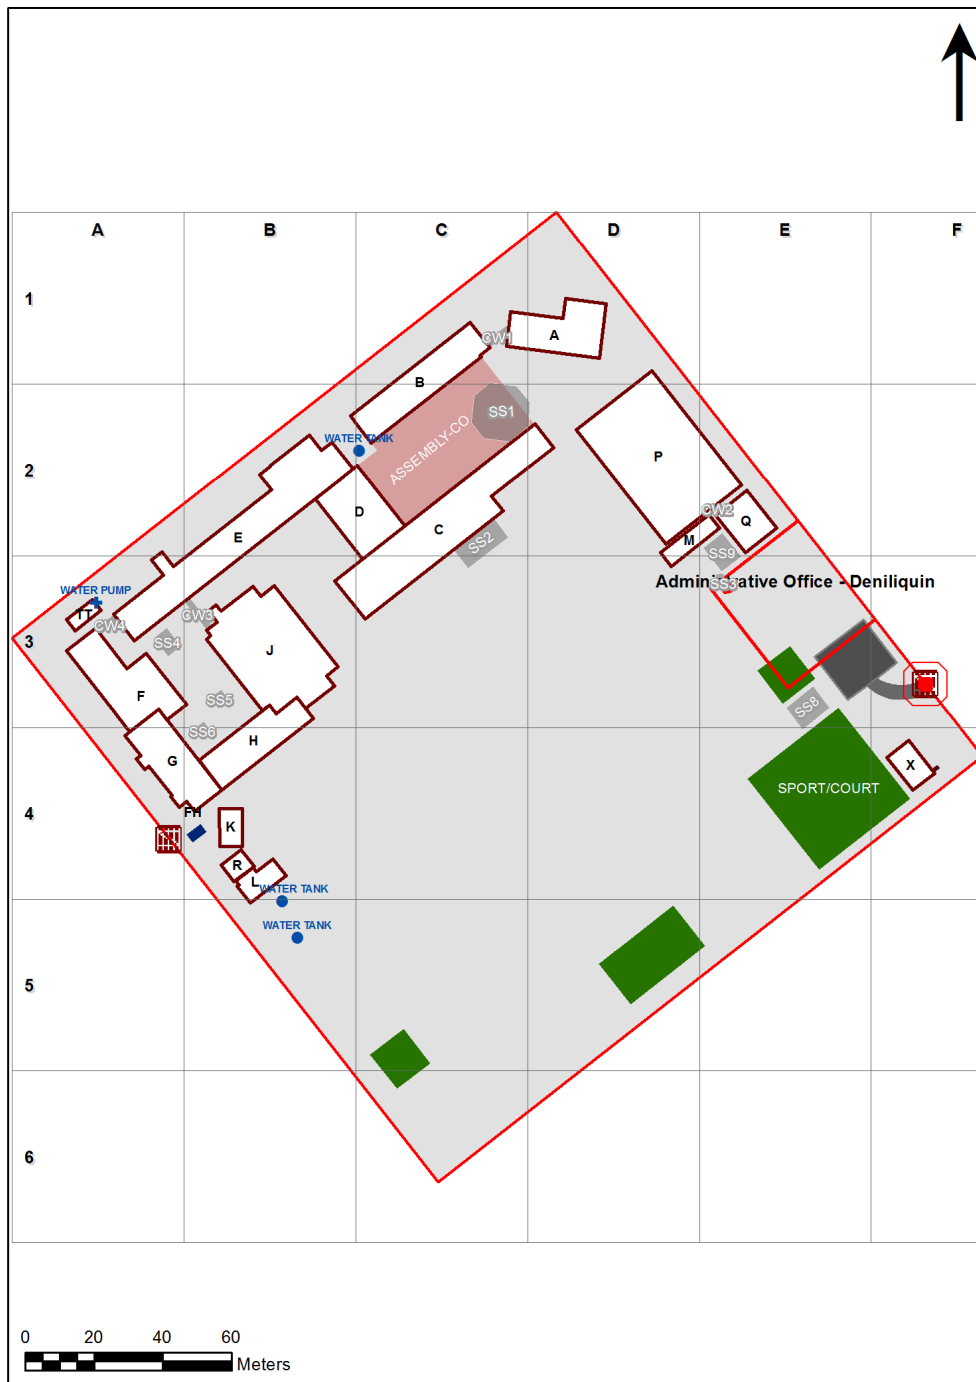 A B C D E F
1
A
CW1
B
SS1
WATER TANK
ASSEMBLY-CO
2
P
D
C
CW2
Q
E
M
SS2
SS9
Administrative Office - Deniliquin
SS3
WATER PUMP
TT
CW4
CW3
3
SS4
J
F
SS5
SS8
SS6
H
G
X
SPORT/COURT
4
FH
K
R
L
WATER TANK
WATER TANK
5
6
0 20 40 60
Meters